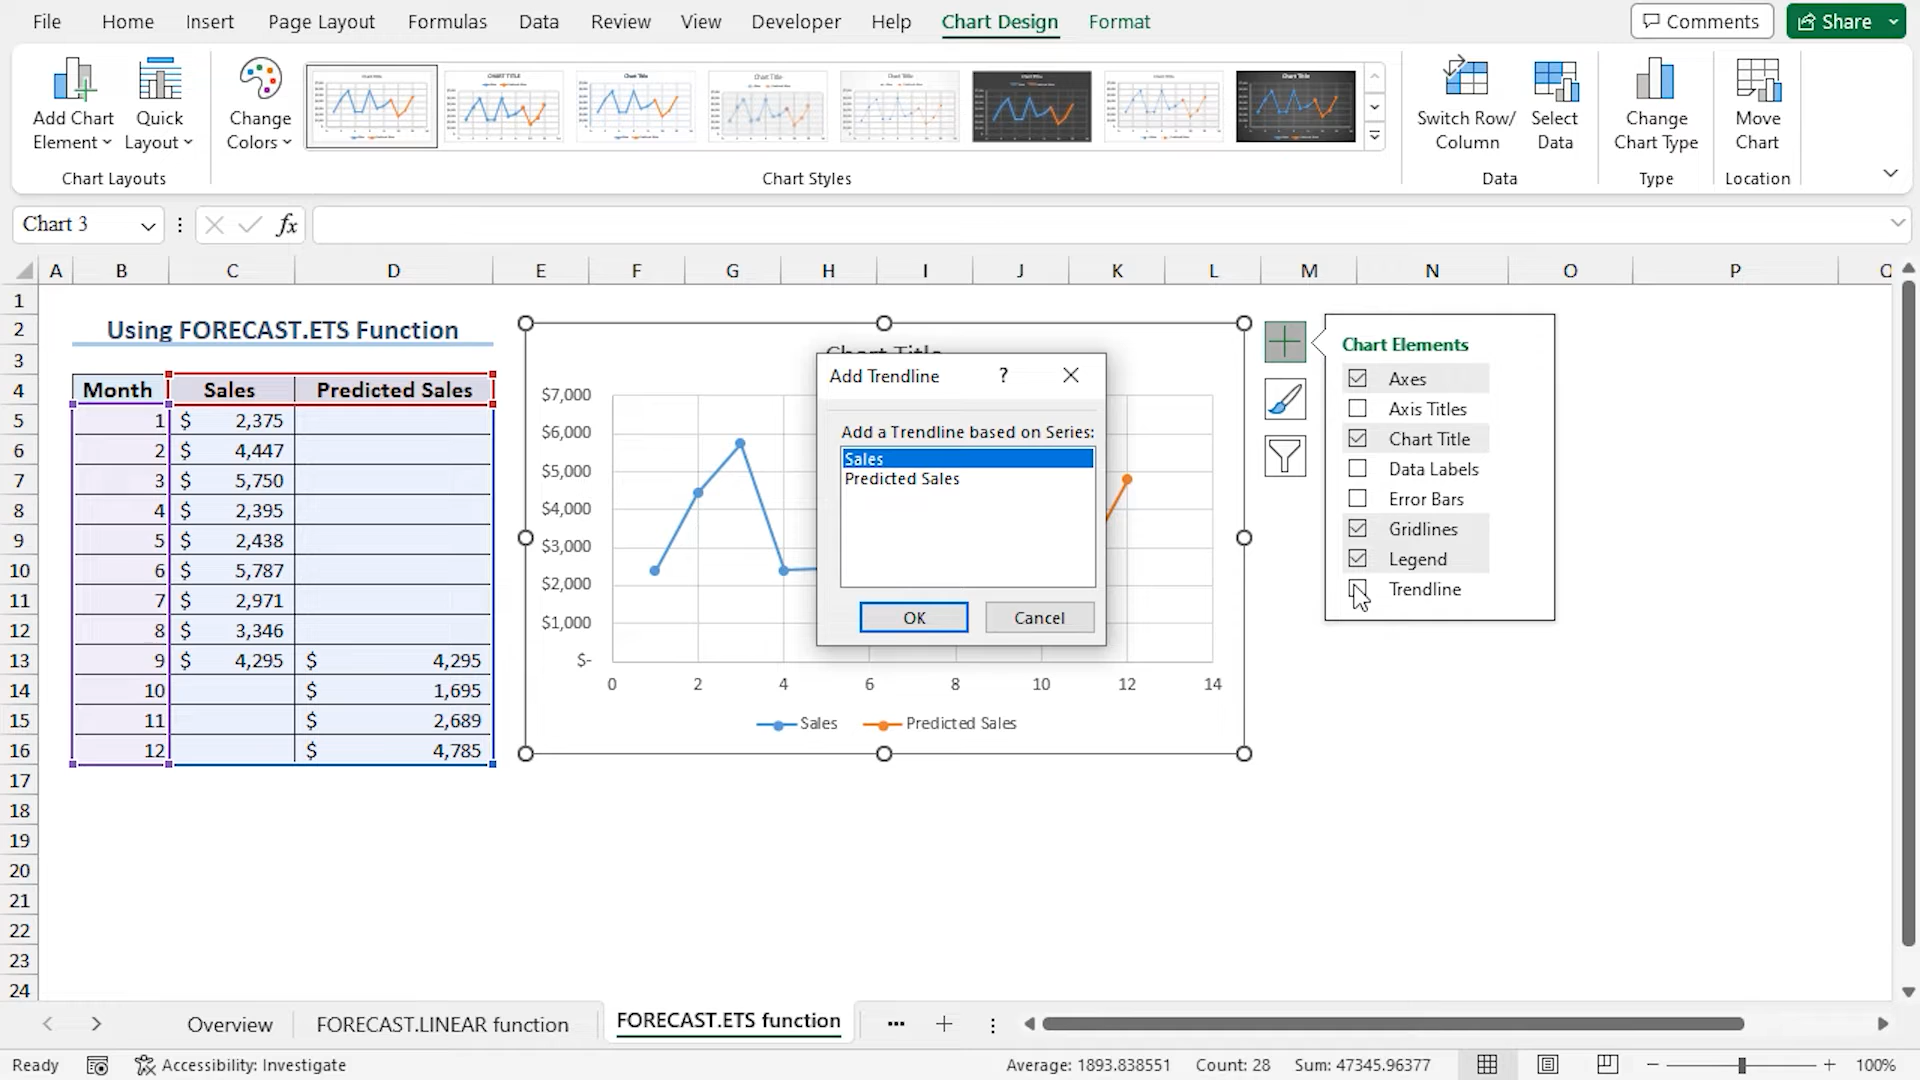 File Home Insert Page Layout Formulas Data Review View Developer Help Chart Design Format Comments Share
Add Chart Element
Quick Layout
Chart Layouts
Change Colors
Chart Styles
Switch Row/ Column
Select Data
Data
Change Chart Type
Type
Move Chart
Location
Chart 3
fx
A B C D E F G H I J K L M N O P
1
2 Using FORECAST.ETS Function
3
4 Month Sales Predicted Sales
5 1 $ 2,375
6 2 $ 4,447
7 3 $ 5,750
8 4 $ 2,395
9 5 $ 2,438
10 6 $ 5,787
11 7 $ 2,971
12 8 $ 3,346
13 9 $ 4,295 $ 4,295
14 10 $ 1,695
15 11 $ 2,689
16 12 $ 4,785
17
18
19
20
21
22
23
24
Chart Title
$7,000
$6,000
$5,000
$4,000
$3,000
$2,000
$1,000
$-
0 2 4 6 8 10 12 14
Sales Predicted Sales
Add Trendline ?
Add a Trendline based on Series:
Sales
Predicted Sales
OK Cancel
Chart Elements
Axes
Axis Titles
Chart Title
Data Labels
Error Bars
Gridlines
Legend
Trendline
Overview FORECAST.LINEAR function FORECAST.ETS function ...
Ready Accessibility: Investigate Average: 1893.838551 Count: 28 Sum: 47345.96377 100%